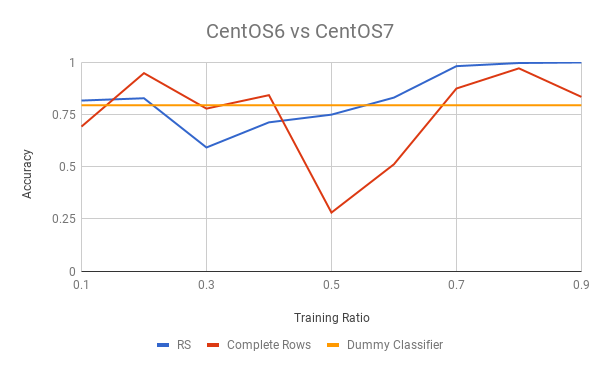 CentOS6 vs CentOS7
1
0.75
0.5
0.25
0
Accuracy
0.1 0.3 0.5 0.7 0.9
Training Ratio
RS Complete Rows Dummy Classifier